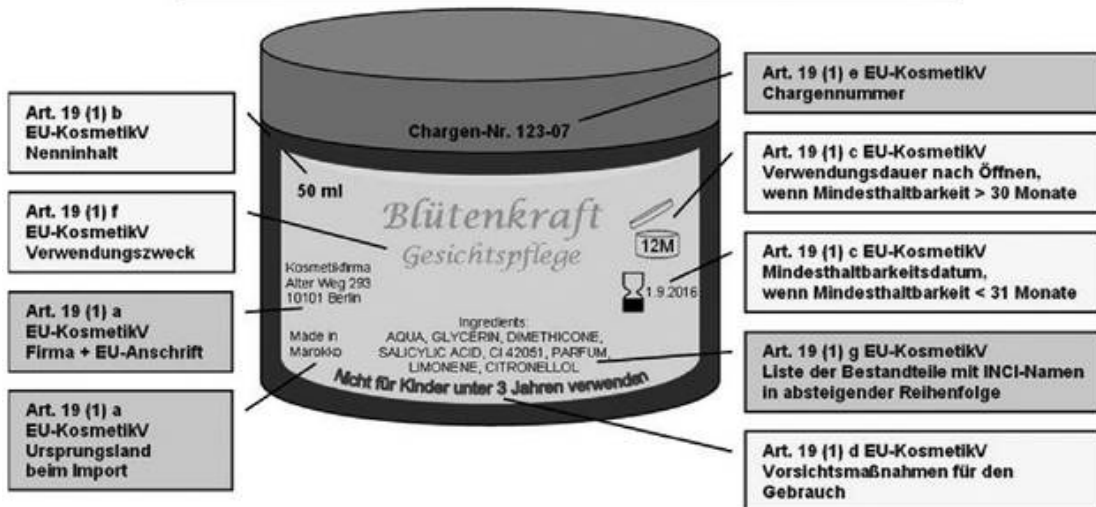 Art. 19 (1) b
EU-KosmetikV
Nenninhalt
Art. 19 (1) f
EU-KosmetikV
Verwendungszweck
Art. 19 (1) a
EU-KosmetikV
Firma + EU-Anschrift
Art. 19 (1) a
EU-KosmetikV
Ursprungsland
beim Import
Chargen-Nr. 123-07
50 ml
Blütenkraft
Gesichtspflege
12M
1.9.2016
Kosmetikfirma
Alter Weg 293
10101 Berlin
Made in
Marokko
Ingredients:
AQUA, GLYCERIN, DIMETHICONE,
SALICYLIC ACID, CI 42051, PARFUM,
LIMONENE, CITRONELLOL
Nicht für Kinder unter 3 Jahren verwenden
Art. 19 (1) e EU-KosmetikV
Chargennummer
Art. 19 (1) c EU-KosmetikV
Verwendungsdauer nach Öffnen,
wenn Mindesthaltbarkeit > 30 Monate
Art. 19 (1) c EU-KosmetikV
Mindesthaltbarkeitsdatum,
wenn Mindesthaltbarkeit < 31 Monate
Art. 19 (1) g EU-KosmetikV
Liste der Bestandteile mit INCI-Namen
in absteigender Reihenfolge
Art. 19 (1) d EU-KosmetikV
Vorsichtsmaßnahmen für den
Gebrauch